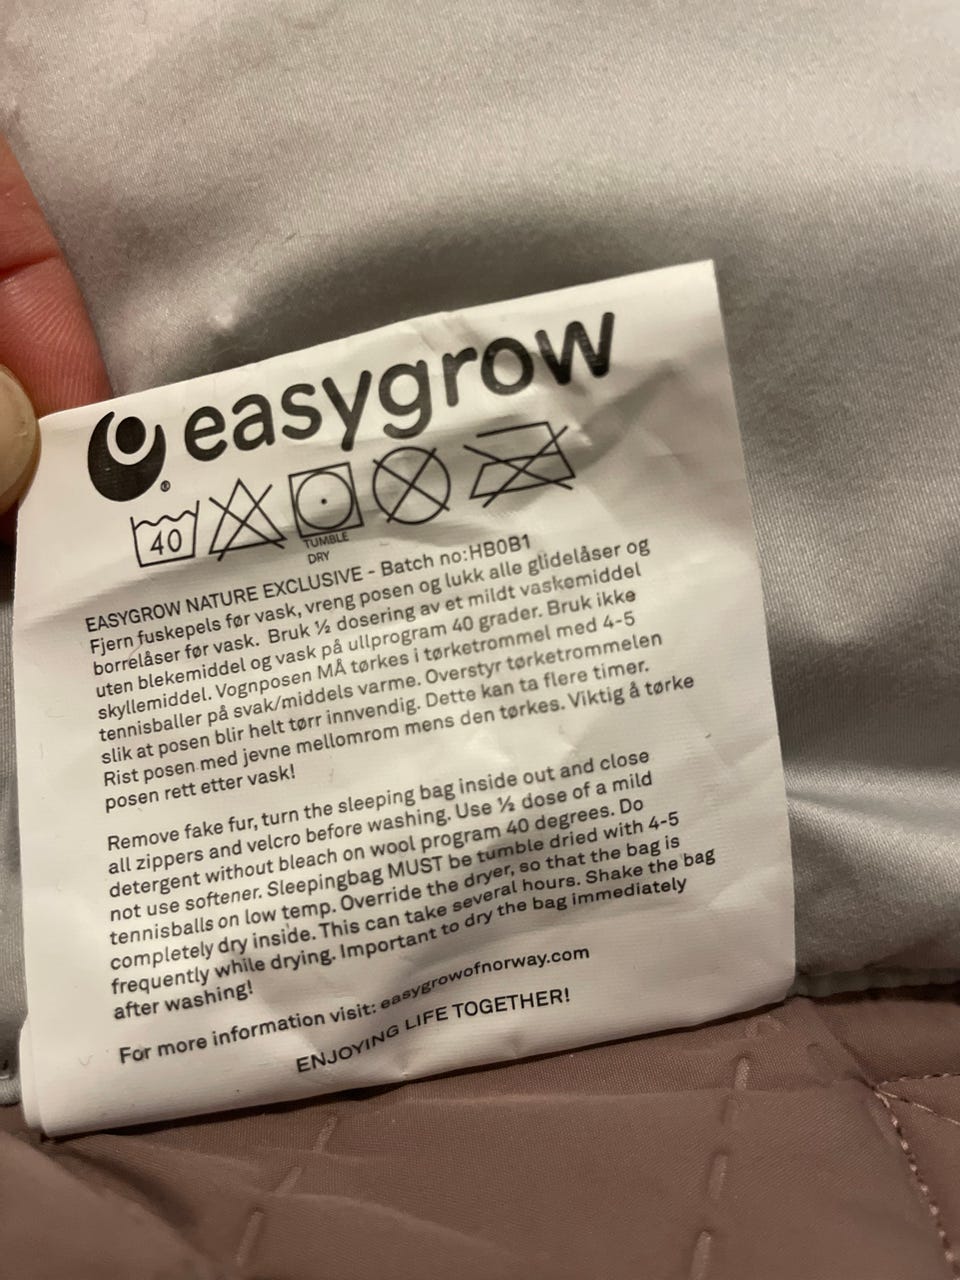 easygrow
®
40
TUMBLE
DRY
EASYGROW NATURE EXCLUSIVE - Batch no:HB0B1
Fjern fuskepels før vask, vreng posen og lukk alle glidelåser og
borrelåser før vask. Bruk ½ dosering av et mildt vaskemiddel
uten blekemiddel og vask på ullprogram 40 grader. Bruk ikke
skyllemiddel. Vognposen MÅ tørkes i tørketrommel med 4-5
tennisballer på svak/middels varme. Overstyr tørketrommelen
slik at posen blir helt tørr innvendig. Dette kan ta flere timer.
Rist posen med jevne mellomrom mens den tørkes. Viktig å tørke
posen rett etter vask!
Remove fake fur, turn the sleeping bag inside out and close
all zippers and velcro before washing. Use ½ dose of a mild
detergent without bleach on wool program 40 degrees. Do
not use softener. Sleepingbag MUST be tumble dried with 4-5
tennisballs on low temp. Override the dryer, so that the bag is
completely dry inside. This can take several hours. Shake the bag
frequently while drying. Important to dry the bag immediately
after washing!
For more information visit: easygrowofnorway.com
ENJOYING LIFE TOGETHER!